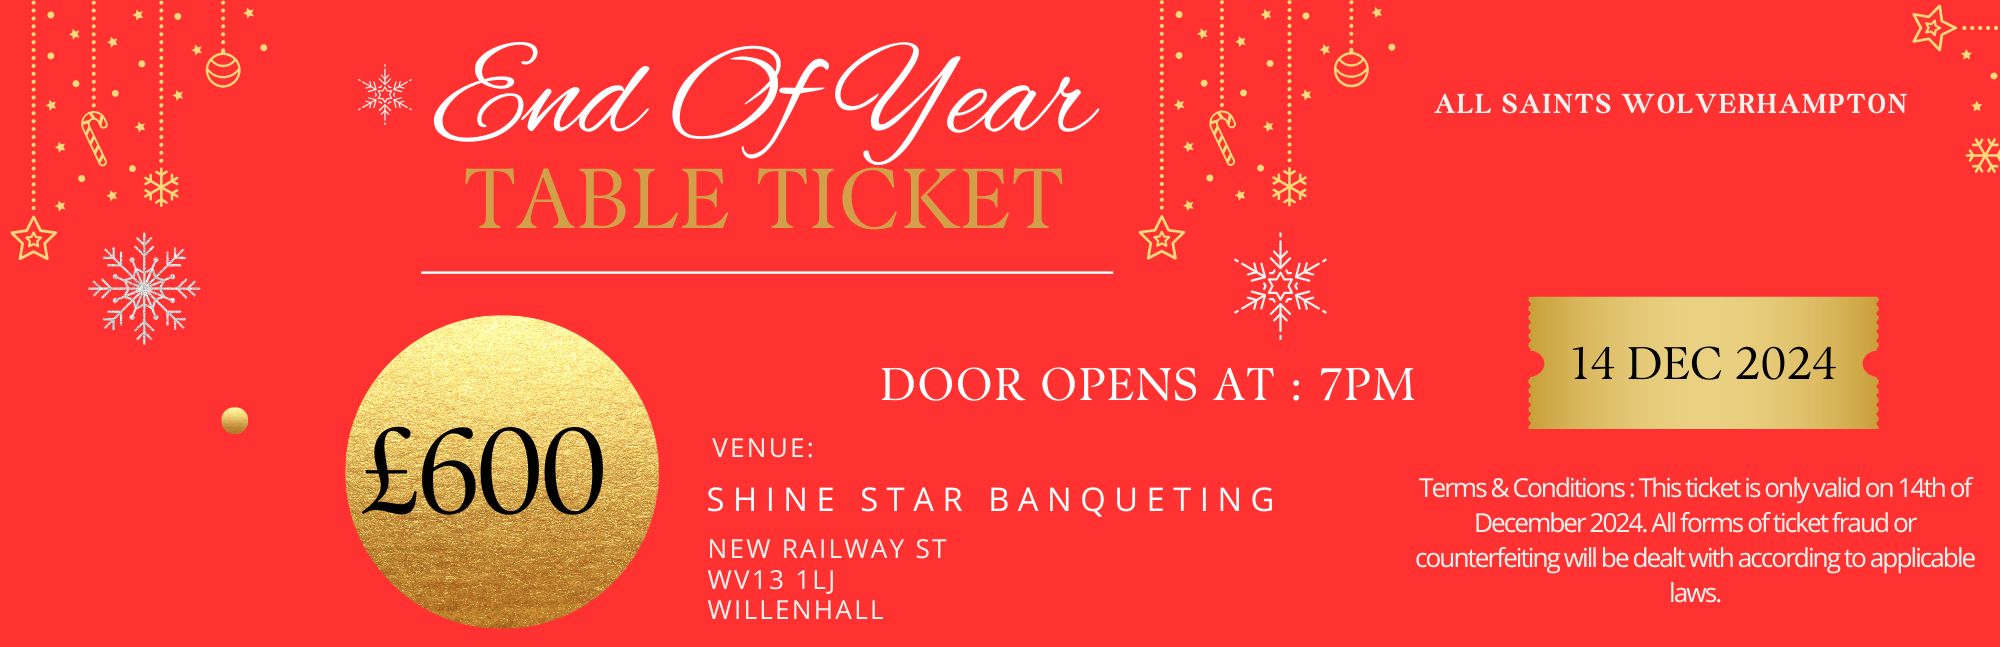 End Of Year
TABLE TICKET
ALL SAINTS WOLVERHAMPTON
£600
DOOR OPENS AT : 7PM
VENUE:
SHINE STAR BANQUETING
NEW RAILWAY ST
WV13 1LJ
WILLENHALL
14 DEC 2024
Terms & Conditions : This ticket is only valid on 14th of
December 2024. All forms of ticket fraud or
counterfeiting will be dealt with according to applicable
laws.